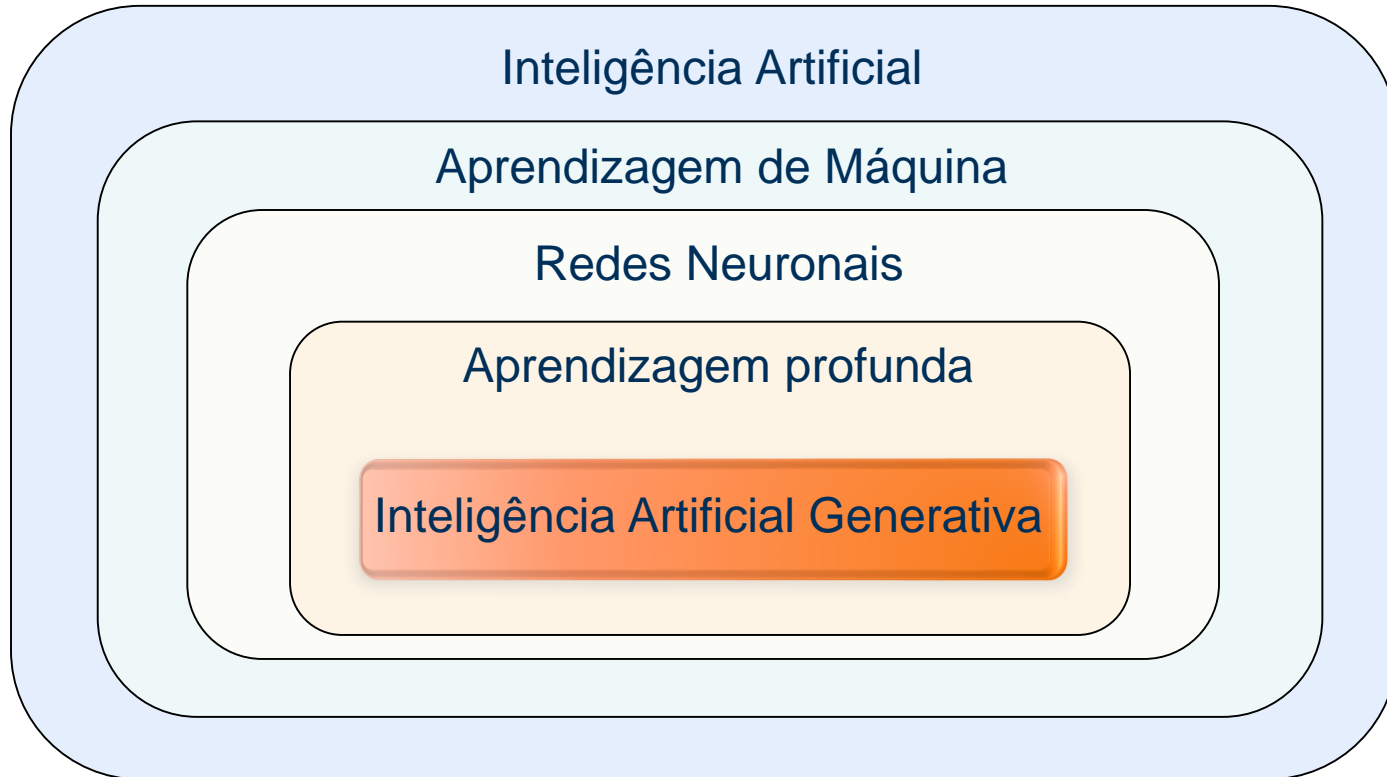 Inteligência Artificial
Aprendizagem de Máquina
Redes Neuronais
Aprendizagem profunda
Inteligência Artificial Generativa